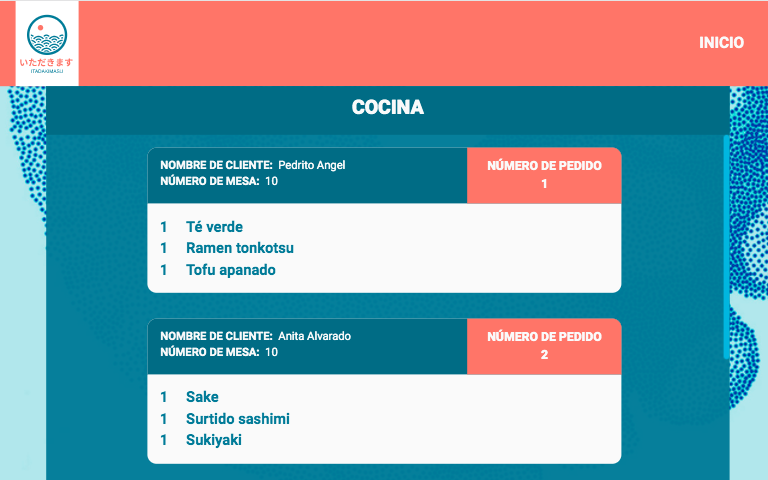 いただきます
ITADAKIMASU
INICIO
COCINA
NOMBRE DE CLIENTE: Pedrito Angel
NÚMERO DE MESA: 10
NÚMERO DE PEDIDO
1
1 Té verde
1 Ramen tonkotsu
1 Tofu apanado
NOMBRE DE CLIENTE: Anita Alvarado
NÚMERO DE MESA: 10
NÚMERO DE PEDIDO
2
1 Sake
1 Surtido sashimi
1 Sukiyaki